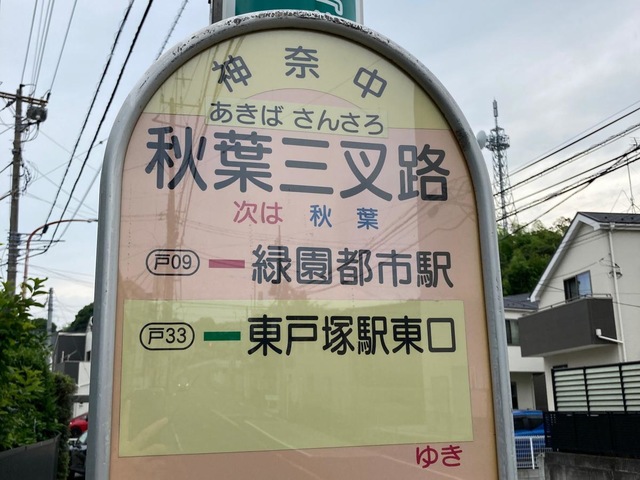 神奈中
あきば さんさろ
秋葉三叉路
次は 秋葉
戸09 緑園都市駅
戸33 東戸塚駅東口
ゆき